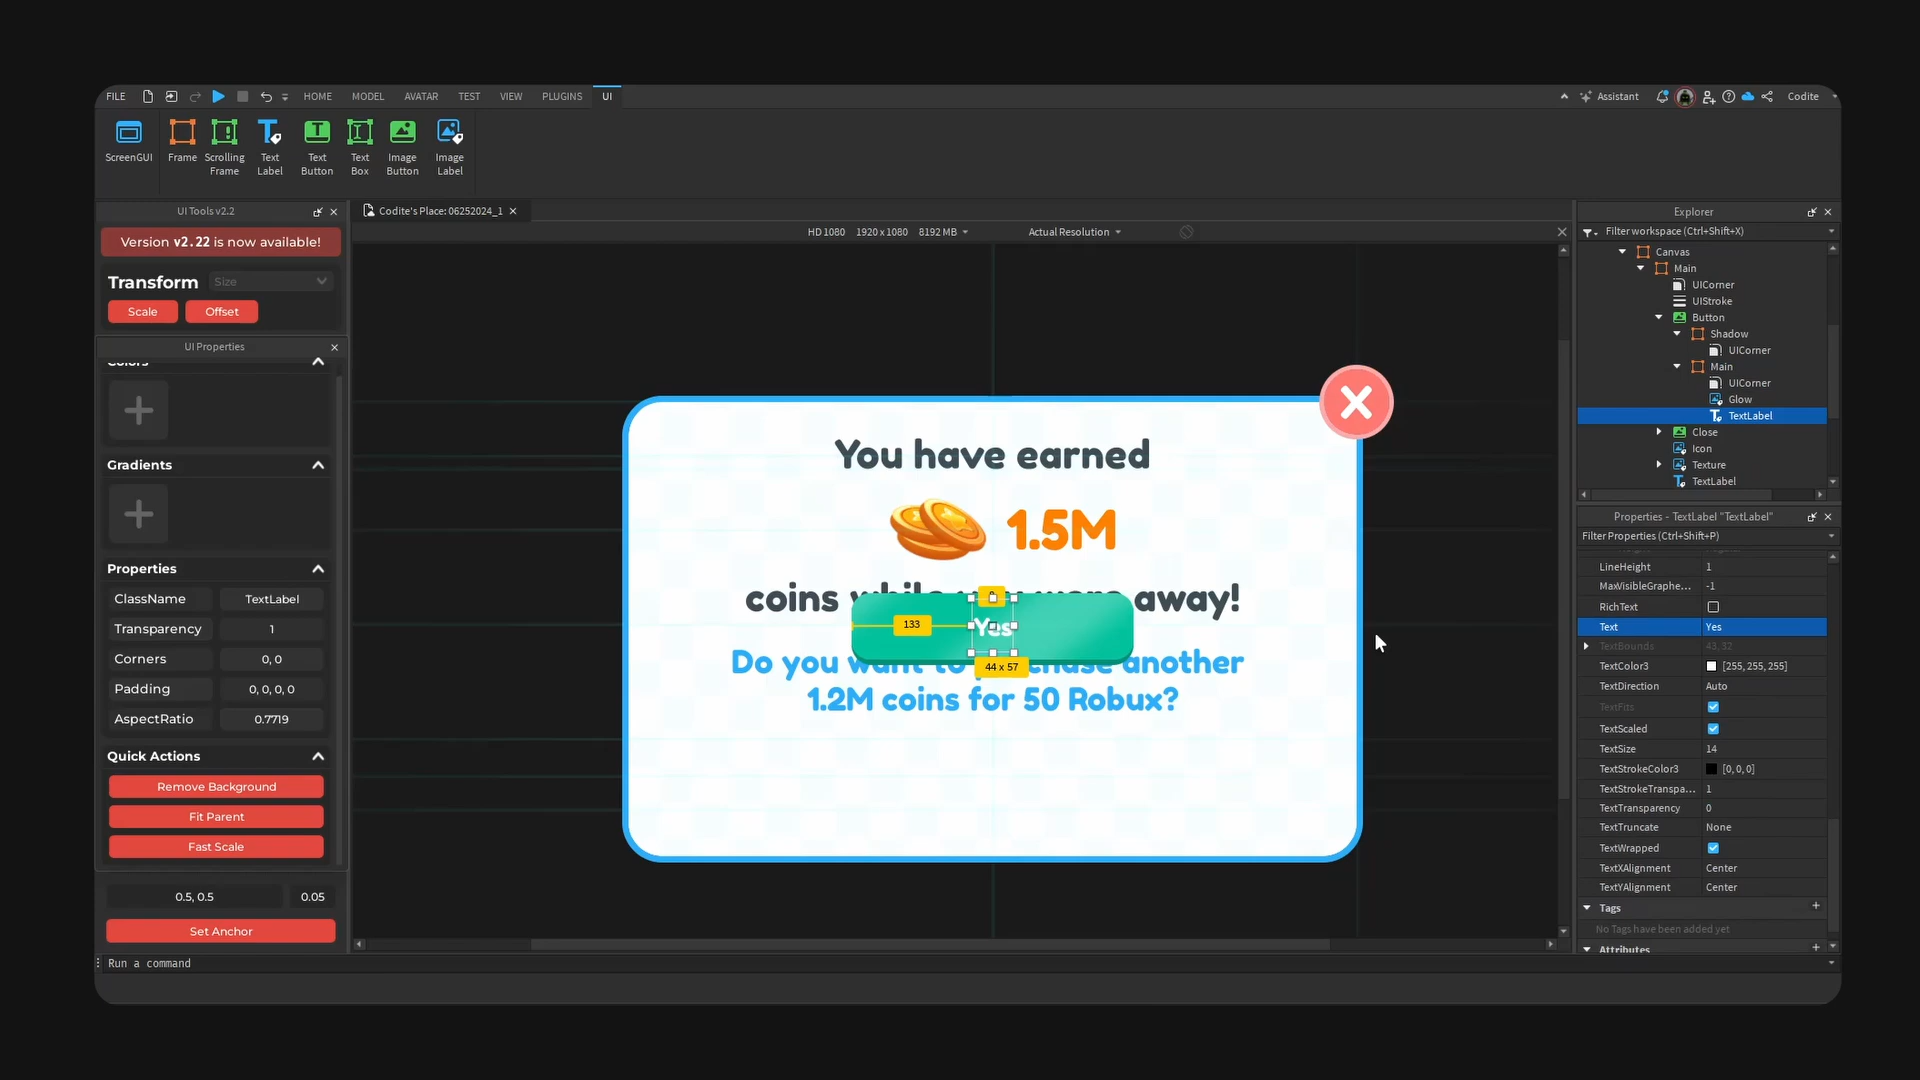 FILE
HOME
MODEL
AVATAR
TEST
VIEW
PLUGINS
UI
Assistant
Codite
ScreenGUI
Frame
Scrolling
Frame
Text
Label
Text
Button
Text
Box
Image
Button
Image
Label
UI Tools v2.2
Version v2.22 is now available!
Transform
Size
Scale
Offset
UI Properties
Colors
Gradients
Properties
ClassName
TextLabel
Transparency
1
Corners
0, 0
Padding
0, 0, 0, 0
AspectRatio
0.7719
Quick Actions
Remove Background
Fit Parent
Fast Scale
0.5, 0.5
0.05
Set Anchor
Run a command
Codite's Place: 06252024_1
HD 1080 1920 x 1080 8192 MB
Actual Resolution
You have earned
1.5M
coins while you were away!
133
Yes
44 x 57
Do you want to purchase another
1.2M coins for 50 Robux?
Explorer
Filter workspace (Ctrl+Shift+X)
Canvas
Main
UICorner
UIStroke
Button
Shadow
UICorner
Main
UICorner
Glow
TextLabel
Close
Icon
Texture
TextLabel
Properties - TextLabel "TextLabel"
Filter Properties (Ctrl+Shift+P)
LineHeight
1
MaxVisibleGraphe...
-1
RichText
Text
Yes
TextBounds
43, 32
TextColor3
[255, 255, 255]
TextDirection
Auto
TextFits
TextScaled
TextSize
14
TextStrokeColor3
[0, 0, 0]
TextStrokeTranspa...
1
TextTransparency
0
TextTruncate
None
TextWrapped
TextXAlignment
Center
TextYAlignment
Center
Tags
No Tags have been added yet
Attributes